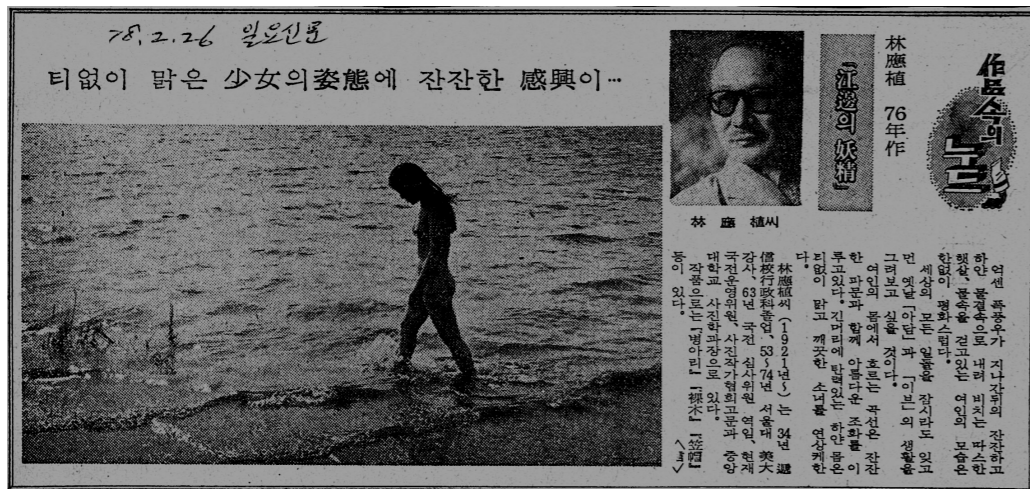 78. 2. 26 일요신문
티없이 맑은 少女의姿態에 잔잔한 感興이…
林應植씨
「江邊의 妖精」
林應植 76年作
作品속의
누드
억센 폭풍우가 지나간뒤의 잔잔하고
하얀 물결속으로 내려 비치는 따스한
햇살、물속을 걷고있는 여인의 모습은
한없이 평화스럽다。
세상의 모든 일들을 잠시라도 잊고
먼 옛날 「아담」과 「이브」의 생활을
그려보고 싶을 것이다。
여인의 몸에서 흐르는 곡선은 잔잔
한 파문과 함께 아름다운 조화를 이
루고있다。긴머리에 탄력있는 하얀 몸은
티없이 맑고 깨끗한 소녀를 연상케한
다。
林應植씨 (1921年~)는 34년 遞
信校行政科졸업、53~74년 서울대 美大
강사、63년 국전 심사위원 역임、현재
국전운영위원、사진작가협회고문과 중앙
대학교 사진학과장으로 있다。
작품으로는 「병아리」「裸木」
등이 있다。